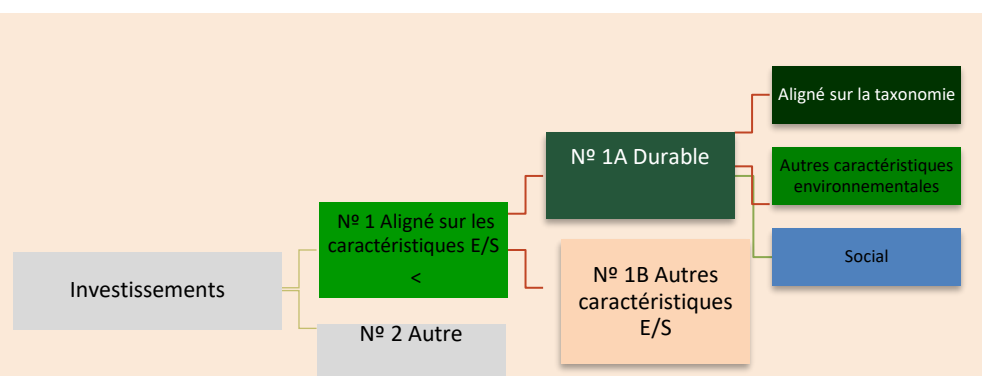 Investissements
Nº 1 Aligné sur les
caractéristiques E/S
<
Nº 2 Autre
Nº 1A Durable
Nº 1B Autres
caractéristiques
E/S
Aligné sur la taxonomie
Autres caractéristiques
environnementales
Social